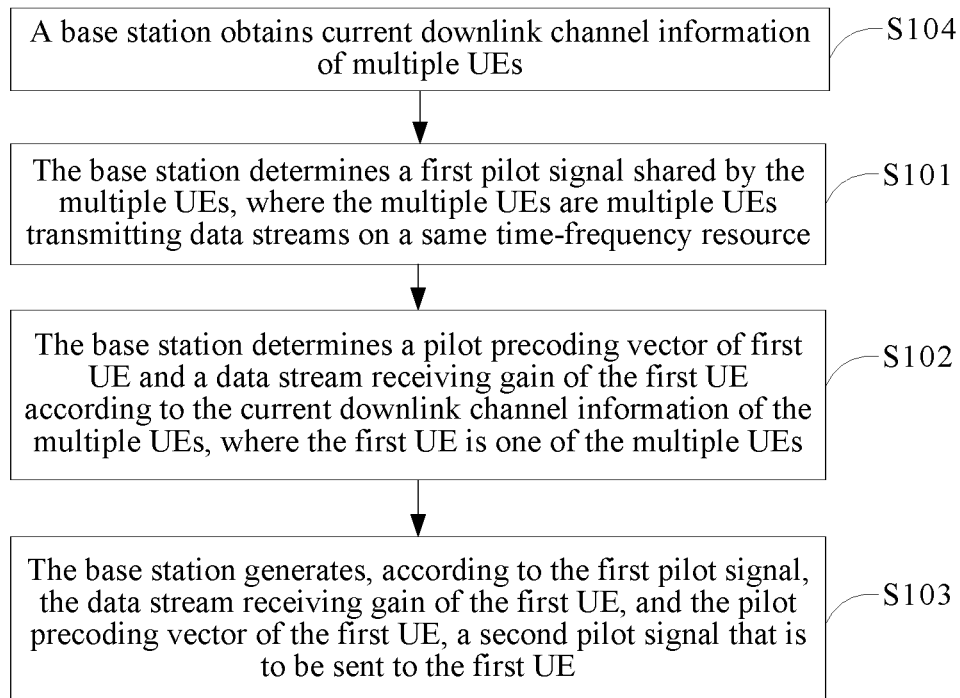 A base station obtains current downlink channel information
of multiple UEs
S104
The base station determines a first pilot signal shared by the
multiple UEs, where the multiple UEs are multiple UEs
transmitting data streams on a same time-frequency resource
S101
The base station determines a pilot precoding vector of first
UE and a data stream receiving gain of the first UE
according to the current downlink channel information of the
multiple UEs, where the first UE is one of the multiple UEs
S102
The base station generates, according to the first pilot signal,
the data stream receiving gain of the first UE, and the pilot
precoding vector of the first UE, a second pilot signal that is
to be sent to the first UE
S103